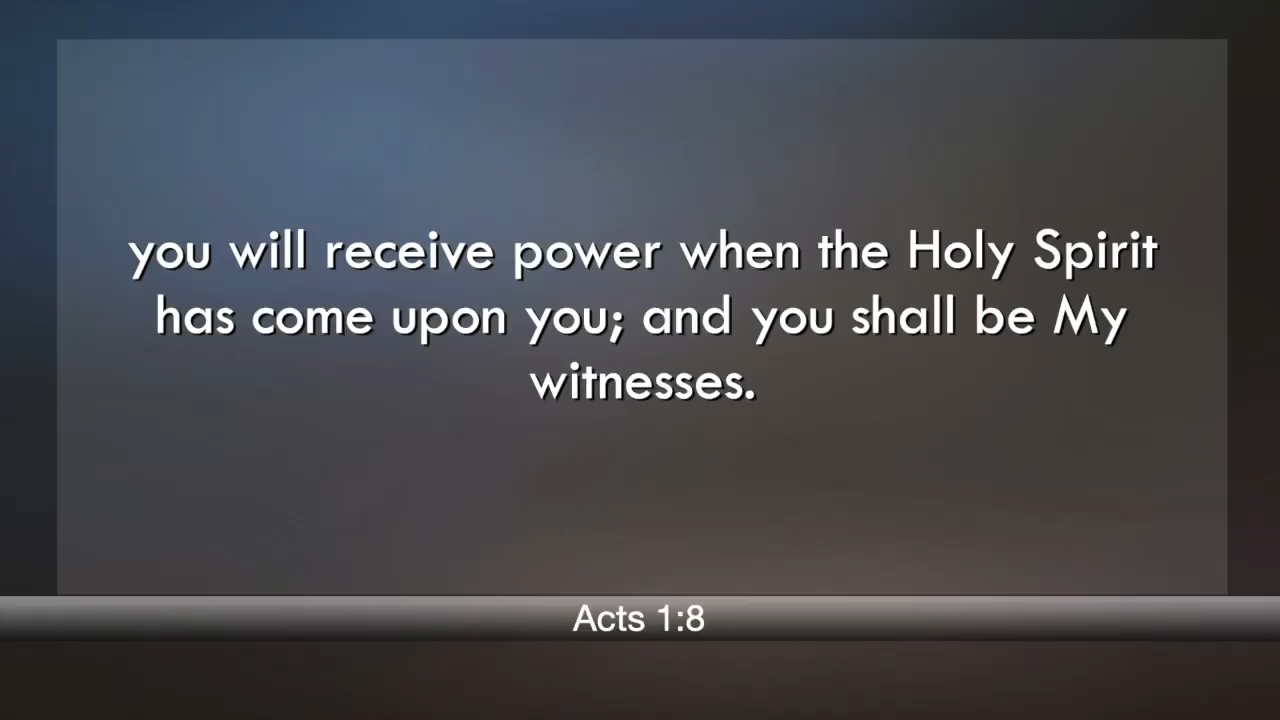 you will receive power when the Holy Spirit
has come upon you; and you shall be My
witnesses.
Acts 1:8